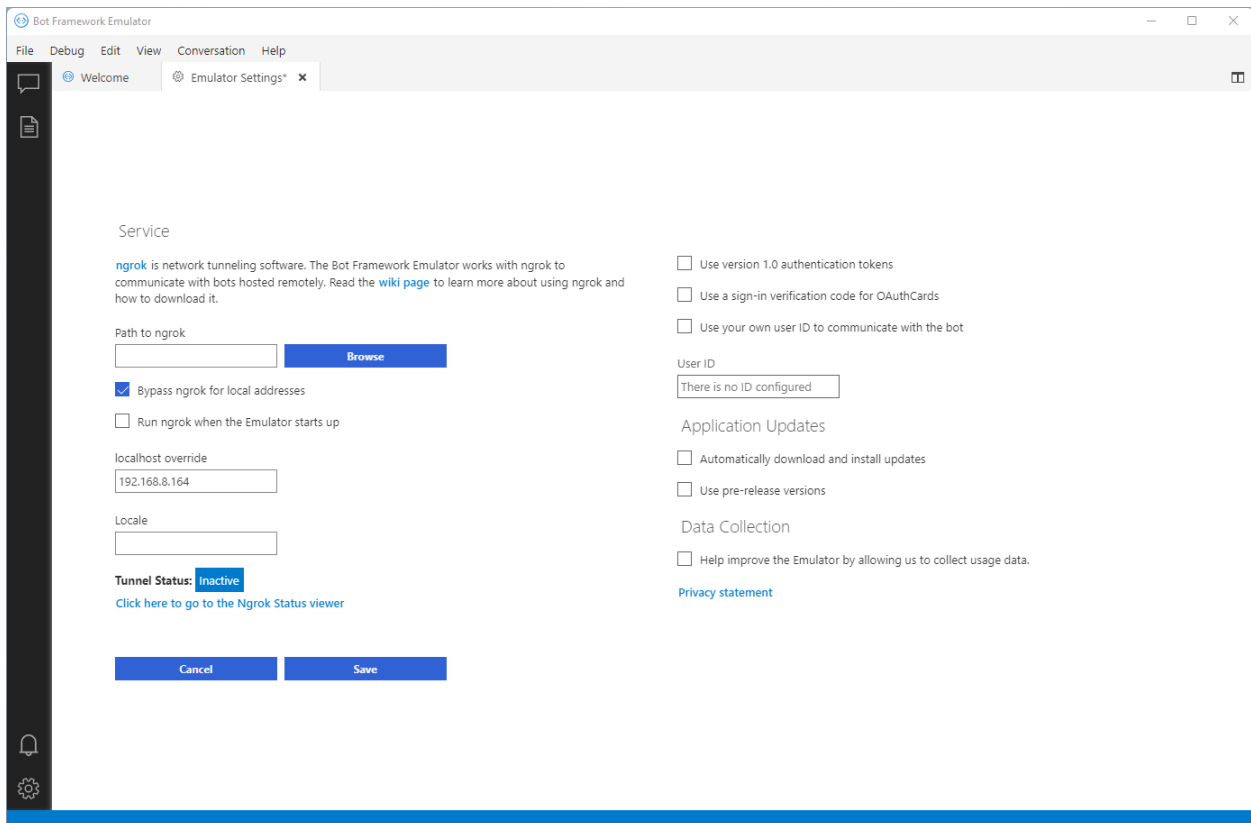 Bot Framework Emulator
File Debug Edit View Conversation Help
Welcome
Emulator Settings*
Service
ngrok is network tunneling software. The Bot Framework Emulator works with ngrok to
communicate with bots hosted remotely. Read the wiki page to learn more about using ngrok and
how to download it.
Path to ngrok
Browse
Bypass ngrok for local addresses
Run ngrok when the Emulator starts up
localhost override
192.168.8.164
Locale
Tunnel Status: Inactive
Click here to go to the Ngrok Status viewer
Cancel
Save
Use version 1.0 authentication tokens
Use a sign-in verification code for OAuthCards
Use your own user ID to communicate with the bot
User ID
There is no ID configured
Application Updates
Automatically download and install updates
Use pre-release versions
Data Collection
Help improve the Emulator by allowing us to collect usage data.
Privacy statement